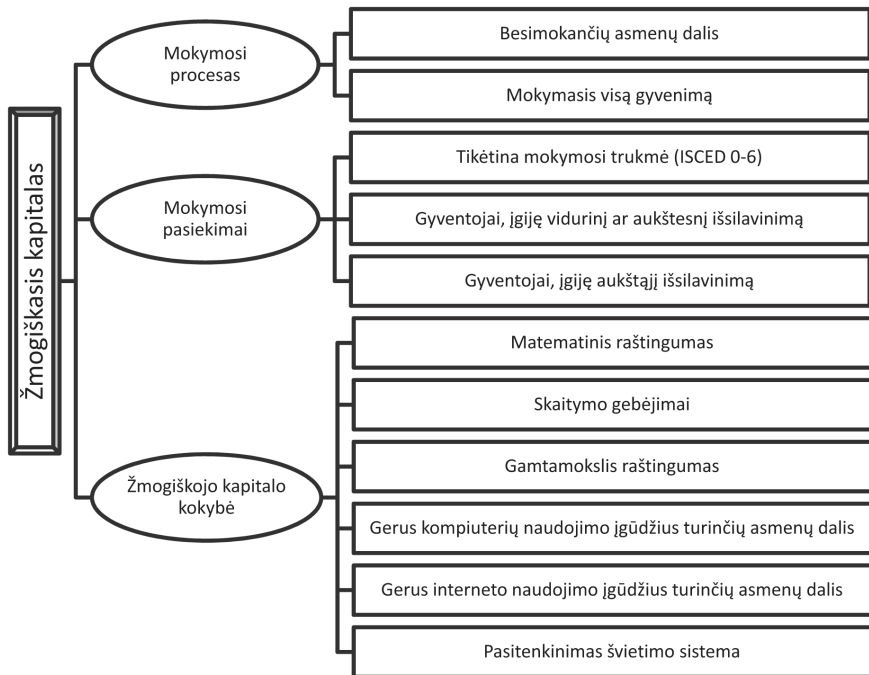 Žmogiškasis kapitalas
Mokymosi
procesas
Besimokančių asmenų dalis
Mokymasis visą gyvenimą
Mokymosi
pasiekimai
Tikėtina mokymosi trukmė (ISCED 0-6)
Gyventojai, įgiję vidurinį ar aukštesnį išsilavinimą
Gyventojai, įgiję aukštąjį išsilavinimą
Žmogiškojo kapitalo
kokybė
Matematinis raštingumas
Skaitymo gebėjimai
Gamtamokslis raštingumas
Gerus kompiuterių naudojimo įgūdžius turinčių asmenų dalis
Gerus interneto naudojimo įgūdžius turinčių asmenų dalis
Pasitenkinimas švietimo sistema